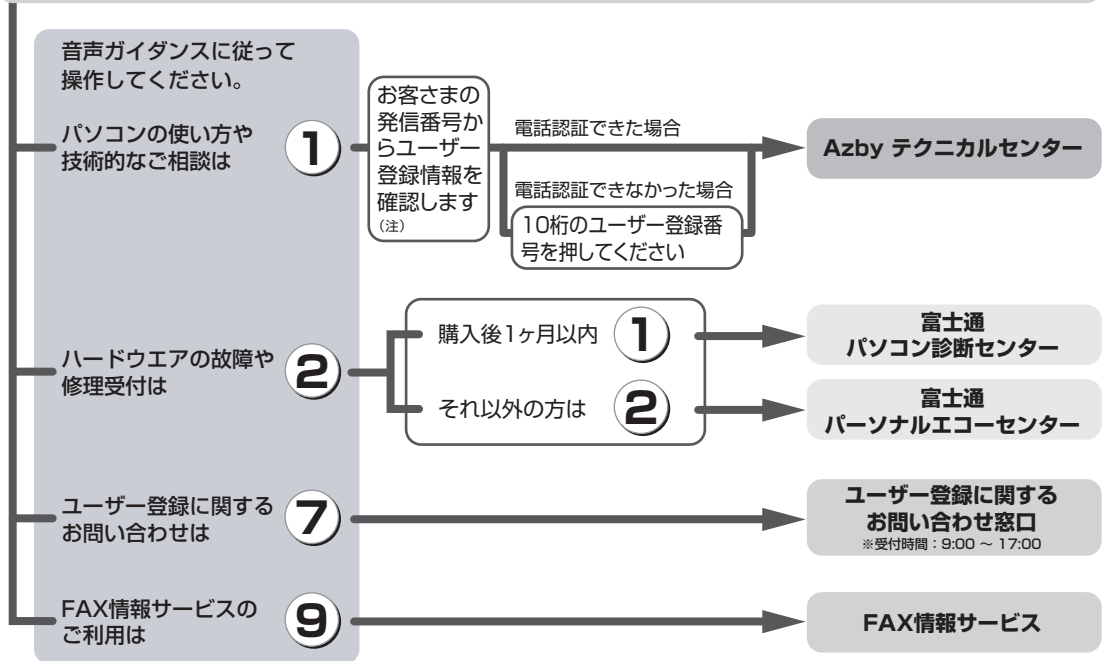 音声ガイダンスに従って
操作してください。
パソコンの使い方や
技術的なご相談は
1
お客さまの
発信番号か
らユーザー
登録情報を
確認します
(注)
電話認証できた場合
電話認証できなかった場合
10桁のユーザー登録番
号を押してください
Azby テクニカルセンター
ハードウエアの故障や
修理受付は
2
購入後1ヶ月以内
1
富士通
パソコン診断センター
それ以外の方は
2
富士通
パーソナルエコーセンター
ユーザー登録に関する
お問い合わせは
7
ユーザー登録に関する
お問い合わせ窓口
※受付時間：9:00 ～ 17:00
FAX情報サービスの
ご利用は
9
FAX情報サービス